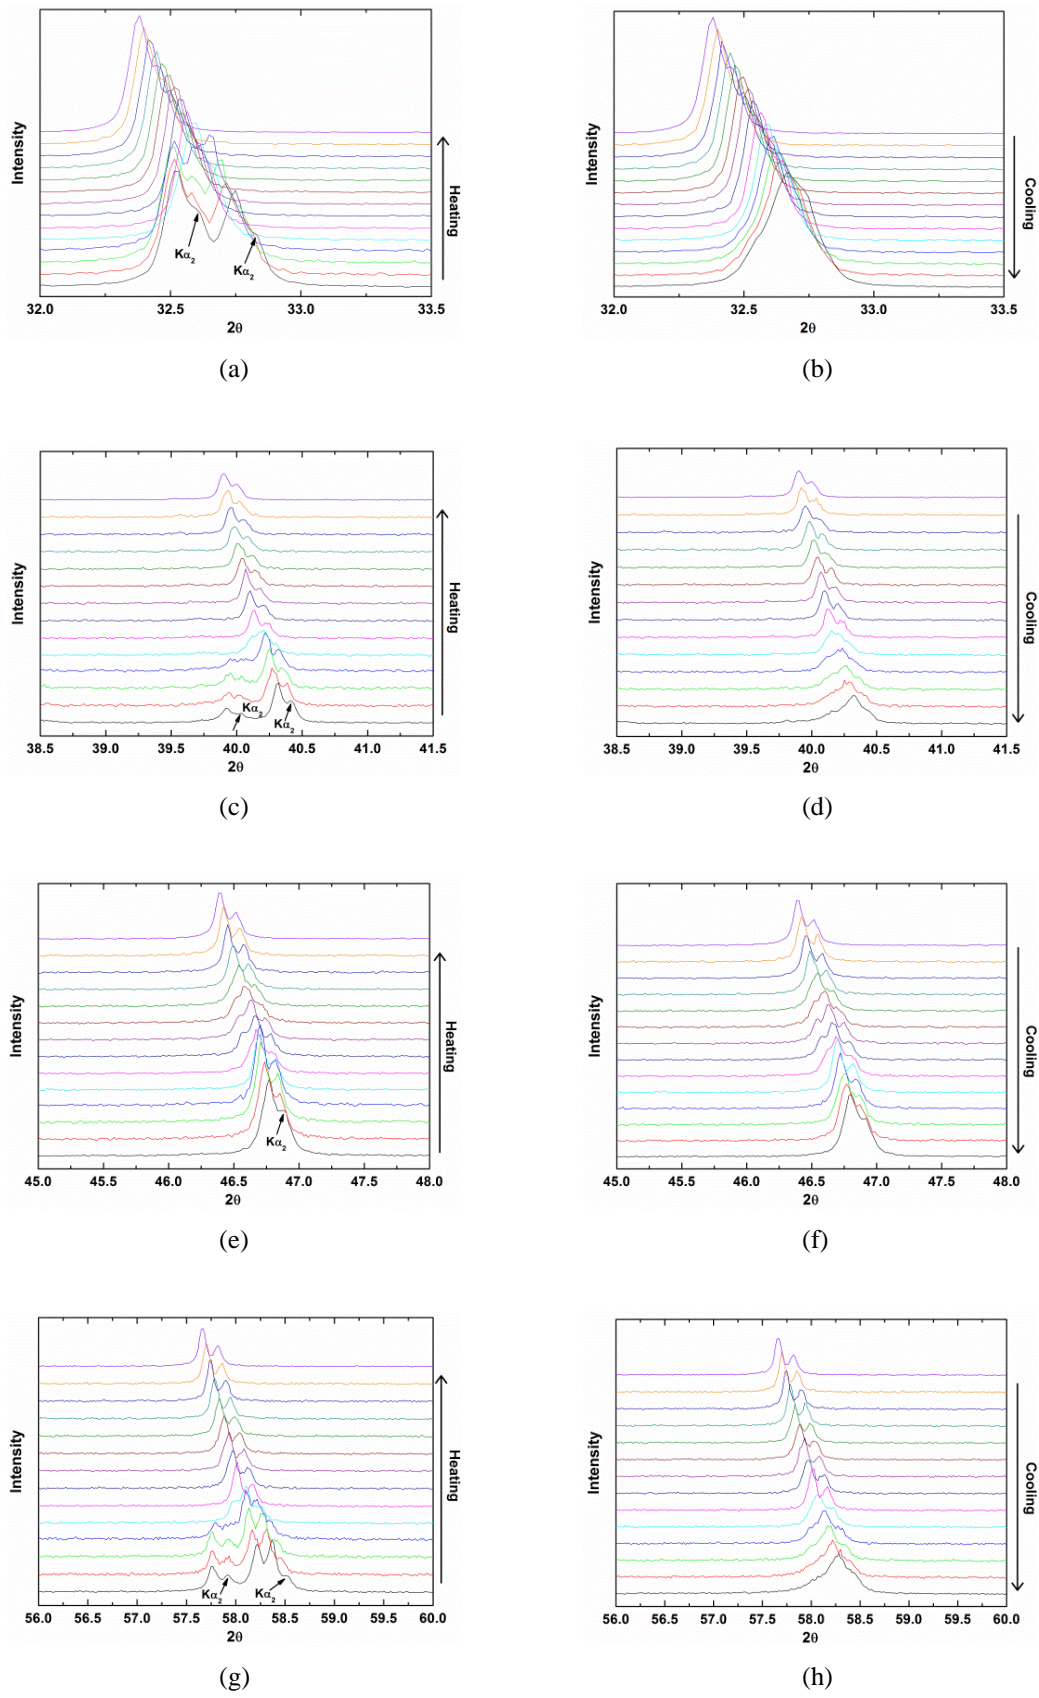 Intensity
Heating
Kα2
Kα2
32.0 32.5 33.0 33.5
2θ
(a)
Intensity
Cooling
32.0 32.5 33.0 33.5
2θ
(b)
Intensity
Heating
Kα2
Kα2
38.5 39.0 39.5 40.0 40.5 41.0 41.5
2θ
(c)
Intensity
Cooling
38.5 39.0 39.5 40.0 40.5 41.0 41.5
2θ
(d)
Intensity
Heating
Kα2
45.0 45.5 46.0 46.5 47.0 47.5 48.0
2θ
(e)
Intensity
Cooling
45.0 45.5 46.0 46.5 47.0 47.5 48.0
2θ
(f)
Intensity
Heating
Kα2
Kα2
56.0 56.5 57.0 57.5 58.0 58.5 59.0 59.5 60.0
2θ
(g)
Intensity
Cooling
56.0 56.5 57.0 57.5 58.0 58.5 59.0 59.5 60.0
2θ
(h)